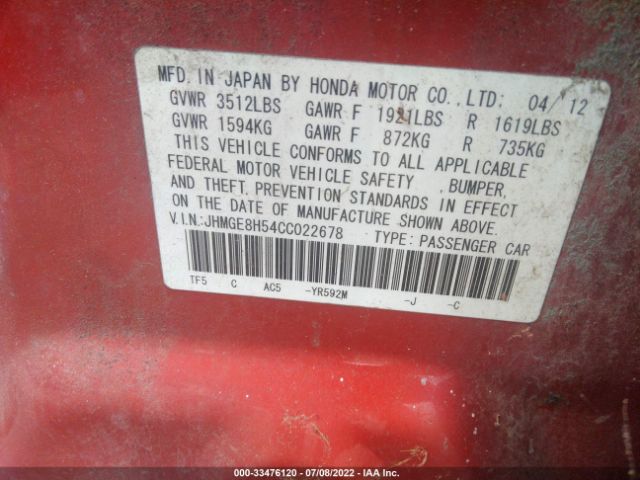 MFD. IN JAPAN BY HONDA MOTOR CO.,LTD: 04/12
GVWR 3512LBS GAWR F 1921LBS R 1619LBS
GVWR 1594KG GAWR F 872KG R 735KG
THIS VEHICLE CONFORMS TO ALL APPLICABLE
FEDERAL MOTOR VEHICLE SAFETY , BUMPER,
AND THEFT PREVENTION STANDARDS IN EFFECT
ON THE DATE OF MANUFACTURE SHOWN ABOVE.
V.I.N.:JHMGE8H54CC022678 TYPE: PASSENGER CAR
TF5 C AC5 -YR592M -J -C
000-33476120 - 07/08/2022 - IAA Inc.